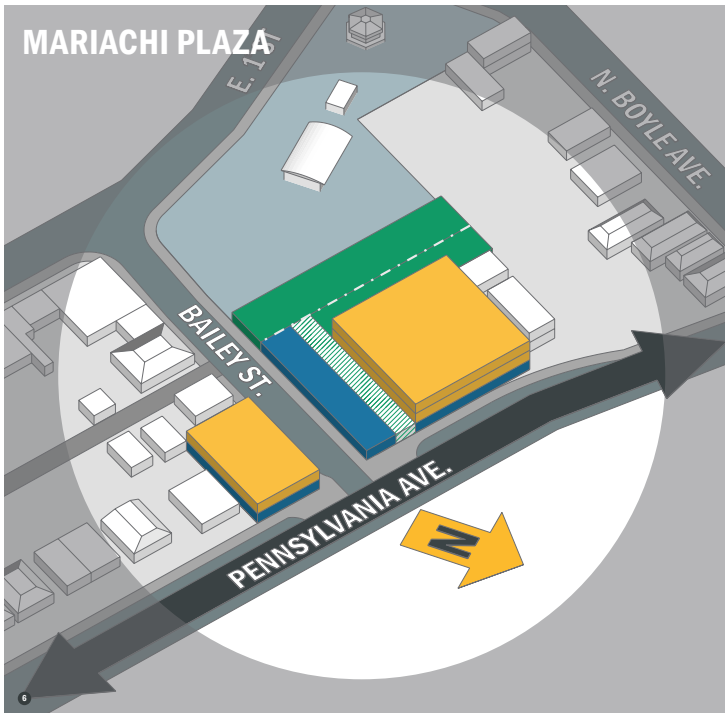 MARIACHI PLAZA
E. 1st
N. BOYLE AVE.
BAILEY ST.
PENNSYLVANIA AVE.
N
6